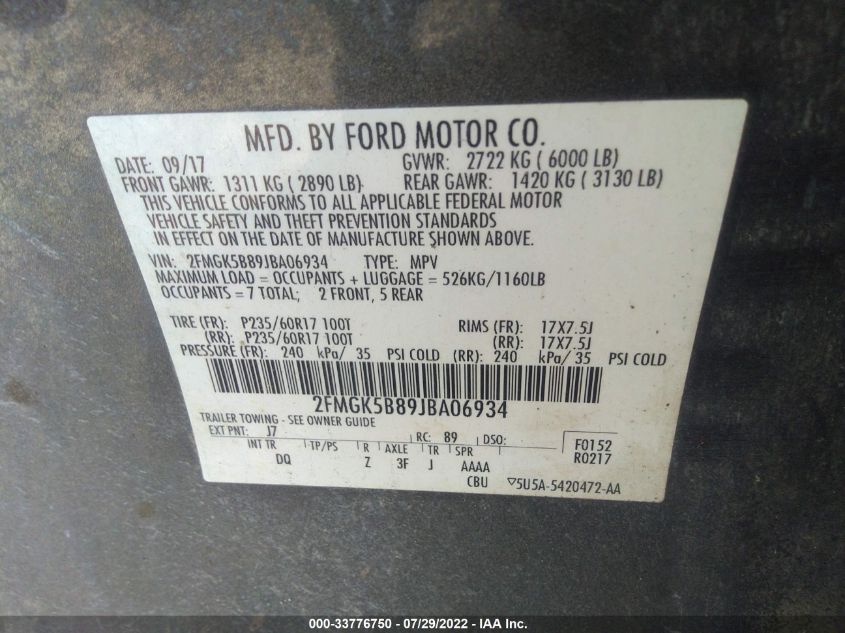 MFD. BY FORD MOTOR CO.
DATE: 09/17 GVWR: 2722 KG ( 6000 LB)
FRONT GAWR: 1311 KG ( 2890 LB) REAR GAWR: 1420 KG ( 3130 LB)
THIS VEHICLE CONFORMS TO ALL APPLICABLE FEDERAL MOTOR
VEHICLE SAFETY AND THEFT PREVENTION STANDARDS
IN EFFECT ON THE DATE OF MANUFACTURE SHOWN ABOVE.
VIN: 2FMGK5B89JBA06934 TYPE: MPV
MAXIMUM LOAD = OCCUPANTS + LUGGAGE = 526KG/1160LB
OCCUPANTS = 7 TOTAL; 2 FRONT, 5 REAR
TIRE (FR): P235/60R17 100T RIMS (FR): 17X7.5J
(RR): P235/60R17 100T (RR): 17X7.5J
PRESSURE (FR): 240 kPa/ 35 PSI COLD (RR): 240 kPa/ 35 PSI COLD
2FMGK5B89JBA06934
TRAILER TOWING - SEE OWNER GUIDE
EXT PNT: J7 RC: 89 DSO: F0152
INT TR TP/PS R AXLE TR SPR R0217
DQ Z 3F J AAAA
CBU ▽5U5A-5420472-AA
000-33776750 - 07/29/2022 - IAA Inc.